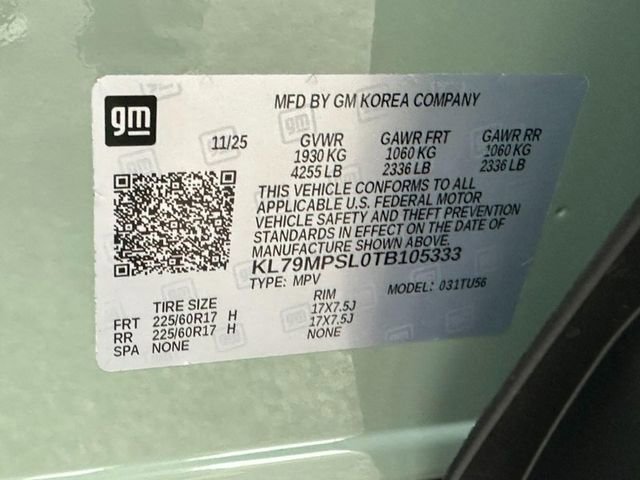 gm
MFD BY GM KOREA COMPANY
11/25 GVWR GAWR FRT GAWR RR
1930 KG 1060 KG 1060 KG
4255 LB 2336 LB 2336 LB
THIS VEHICLE CONFORMS TO ALL
APPLICABLE U.S. FEDERAL MOTOR
VEHICLE SAFETY AND THEFT PREVENTION
STANDARDS IN EFFECT ON THE DATE OF
MANUFACTURE SHOWN ABOVE.
KL79MPSL0TB105333
TYPE: MPV MODEL: 031TU56
TIRE SIZE RIM
FRT 225/60R17 H 17X7.5J
RR 225/60R17 H 17X7.5J
SPA NONE NONE